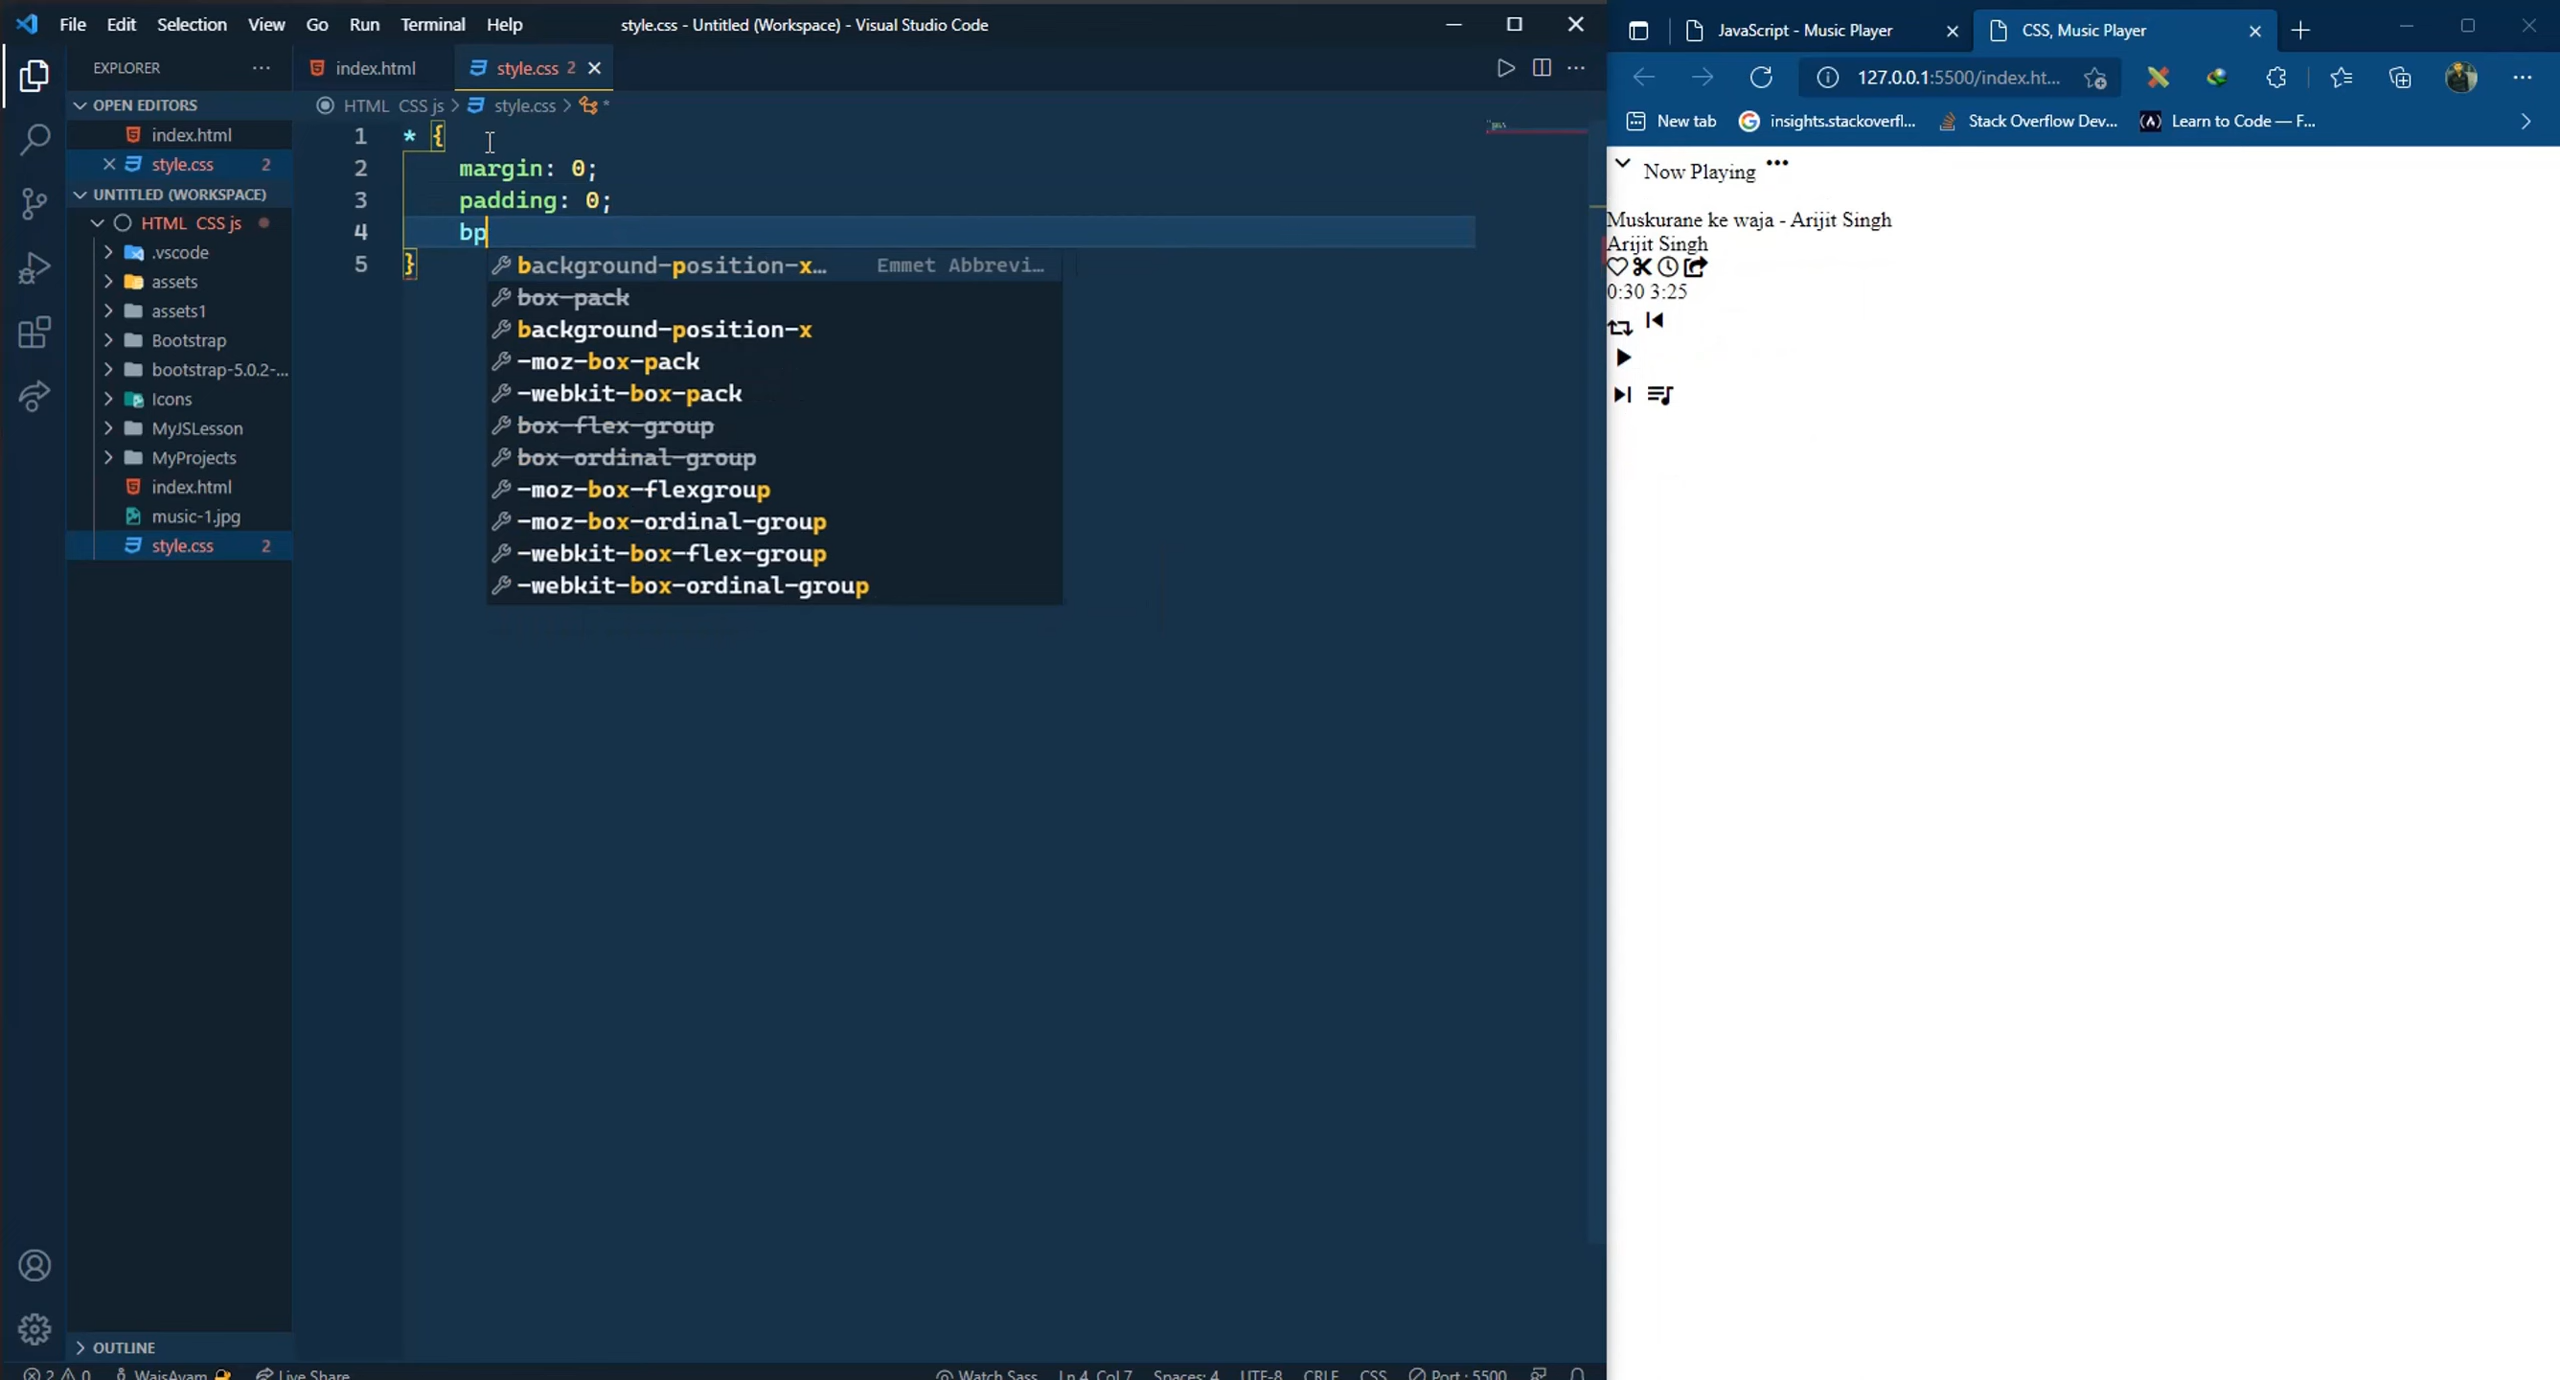 File Edit Selection View Go Run Terminal Help
style.css - Untitled (Workspace) - Visual Studio Code
EXPLORER
OPEN EDITORS
index.html
style.css 2
UNTITLED (WORKSPACE)
HTML CSS js
.vscode
assets
assets1
Bootstrap
bootstrap-5.0.2-...
Icons
MyJSLesson
MyProjects
index.html
music-1.jpg
style.css 2
OUTLINE
index.html
style.css 2
HTML CSS js > style.css > *
1 * {
2 margin: 0;
3 padding: 0;
4 bp
5 }
background-position-x… Emmet Abbrevi…
box-pack
background-position-x
-moz-box-pack
-webkit-box-pack
box-flex-group
box-ordinal-group
-moz-box-flexgroup
-moz-box-ordinal-group
-webkit-box-flex-group
-webkit-box-ordinal-group
2 0 WaisAyam Live Share
Watch Sass Ln 4, Col 7 Spaces: 4 UTF-8 CRLF CSS Port : 5500
JavaScript - Music Player
CSS, Music Player
127.0.0.1:5500/index.ht...
New tab insights.stackoverfl... Stack Overflow Dev... Learn to Code — F...
Now Playing
Muskurane ke waja - Arijit Singh
Arijit Singh
0:30 3:25